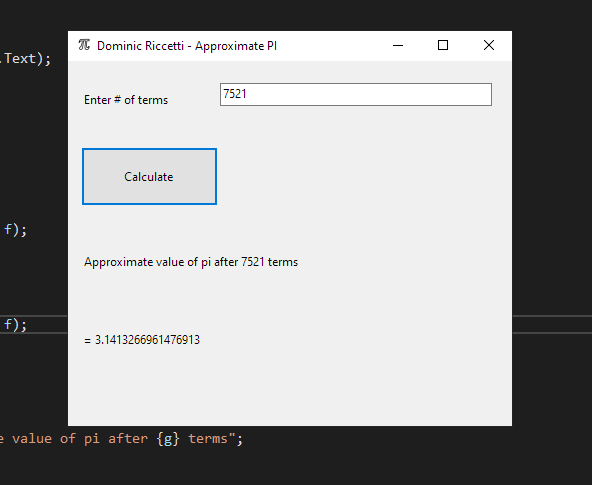 Dominic Riccetti - Approximate PI
.Text);
Enter # of terms
7521
Calculate
f);
Approximate value of pi after 7521 terms
f);
= 3.1413266961476913
e value of pi after {g} terms";